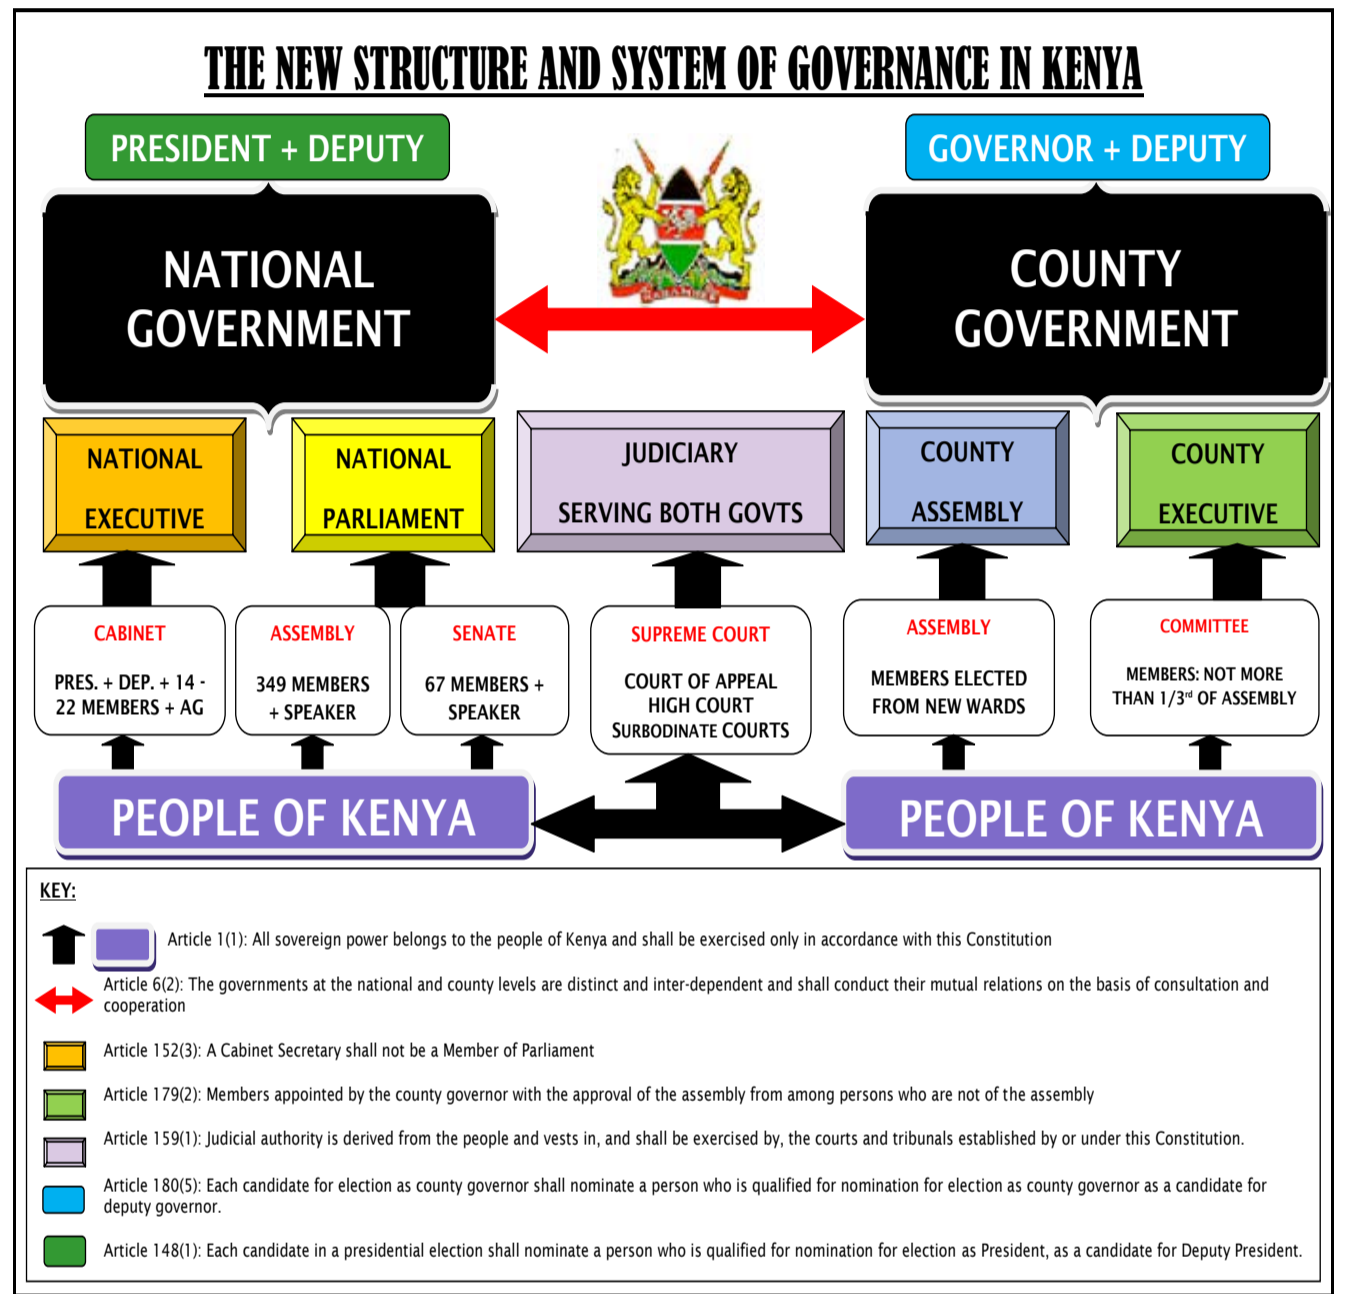 THE NEW STRUCTURE AND SYSTEM OF GOVERNANCE IN KENYA
PRESIDENT + DEPUTY
GOVERNOR + DEPUTY
NATIONAL
GOVERNMENT
COUNTY
GOVERNMENT
NATIONAL
EXECUTIVE
NATIONAL
PARLIAMENT
JUDICIARY
SERVING BOTH GOVTS
COUNTY
ASSEMBLY
COUNTY
EXECUTIVE
CABINET
PRES. + DEP. + 14 -
22 MEMBERS + AG
ASSEMBLY
349 MEMBERS
+ SPEAKER
SENATE
67 MEMBERS +
SPEAKER
SUPREME COURT
COURT OF APPEAL
HIGH COURT
SURBODINATE COURTS
ASSEMBLY
MEMBERS ELECTED
FROM NEW WARDS
COMMITTEE
MEMBERS: NOT MORE
THAN 1/3rd OF ASSEMBLY
PEOPLE OF KENYA
PEOPLE OF KENYA
KEY:
Article 1(1): All sovereign power belongs to the people of Kenya and shall be exercised only in accordance with this Constitution
Article 6(2): The governments at the national and county levels are distinct and inter-dependent and shall conduct their mutual relations on the basis of consultation and
cooperation
Article 152(3): A Cabinet Secretary shall not be a Member of Parliament
Article 179(2): Members appointed by the county governor with the approval of the assembly from among persons who are not of the assembly
Article 159(1): Judicial authority is derived from the people and vests in, and shall be exercised by, the courts and tribunals established by or under this Constitution.
Article 180(5): Each candidate for election as county governor shall nominate a person who is qualified for nomination for election as county governor as a candidate for
deputy governor.
Article 148(1): Each candidate in a presidential election shall nominate a person who is qualified for nomination for election as President, as a candidate for Deputy President.